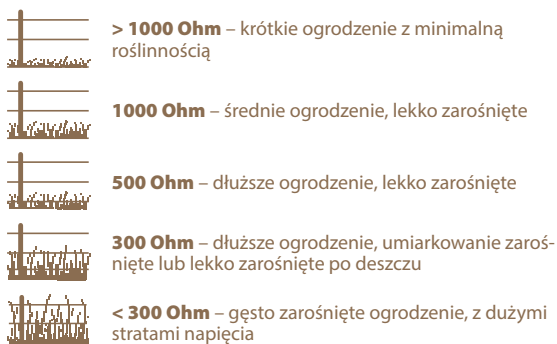 > 1000 Ohm – krótkie ogrodzenie z minimalną
roślinnością
1000 Ohm – średnie ogrodzenie, lekko zarośnięte
500 Ohm – dłuższe ogrodzenie, lekko zarośnięte
300 Ohm – dłuższe ogrodzenie, umiarkowanie zaroś-
nięte lub lekko zarośnięte po deszczu
< 300 Ohm – gęsto zarośnięte ogrodzenie, z dużymi
stratami napięcia